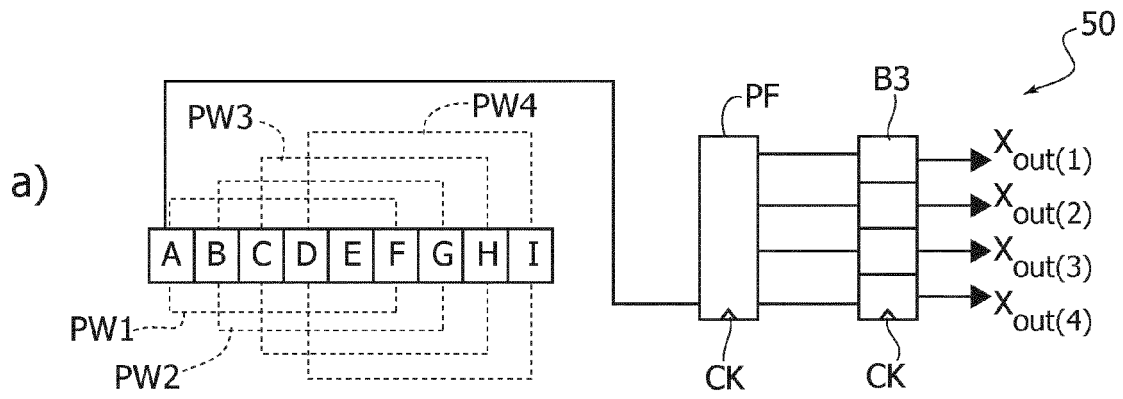 50
PF
B3
PW4
PW3
a)
Xout(1)
Xout(2)
Xout(3)
Xout(4)
A B C D E F G H I
PW1
PW2
CK
CK